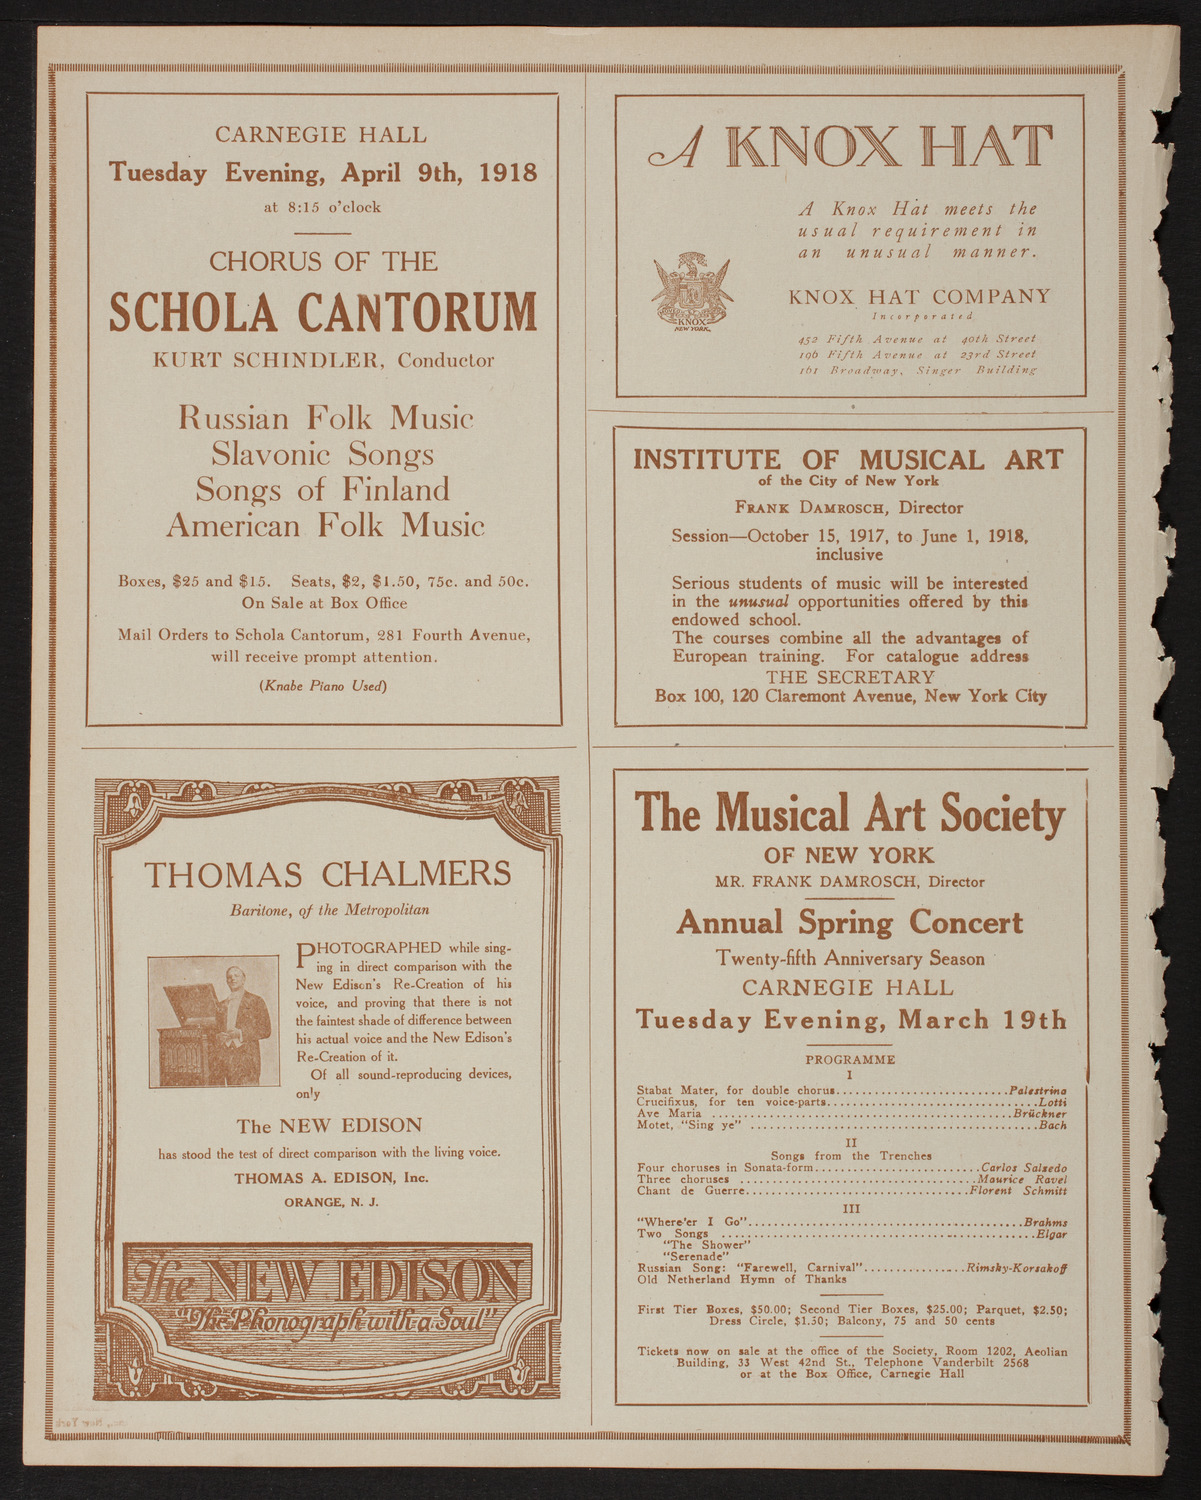 CARNEGIE HALL
Tuesday Evening, April 9th, 1918
at 8:15 o'clock
CHORUS OF THE
SCHOLA CANTORUM
KURT SCHINDLER, Conductor
Russian Folk Music
Slavonic Songs
Songs of Finland
American Folk Music
Boxes, $25 and $15. Seats, $2, $1.50, 75c. and 50c.
On Sale at Box Office
Mail Orders to Schola Cantorum, 281 Fourth Avenue,
will receive prompt attention.
(Knabe Piano Used)
THOMAS CHALMERS
Baritone, of the Metropolitan
PHOTOGRAPHED while sing-
ing in direct comparison with the
New Edison's Re-Creation of his
voice, and proving that there is not
the faintest shade of difference between
his actual voice and the New Edison's
Re-Creation of it.
Of all sound-reproducing devices,
only
The NEW EDISON
has stood the test of direct comparison with the living voice.
THOMAS A. EDISON, Inc.
ORANGE, N. J.
The NEW EDISON
"The Phonograph with a Soul"
A KNOX HAT
A Knox Hat meets the
usual requirement in
an unusual manner.
KNOX
NEW YORK
KNOX HAT COMPANY
Incorporated
452 Fifth Avenue at 40th Street
196 Fifth Avenue at 23rd Street
161 Broadway, Singer Building
INSTITUTE OF MUSICAL ART
of the City of New York
FRANK DAMROSCH, Director
Session—October 15, 1917, to June 1, 1918,
inclusive
Serious students of music will be interested
in the unusual opportunities offered by this
endowed school.
The courses combine all the advantages of
European training. For catalogue address
THE SECRETARY
Box 100, 120 Claremont Avenue, New York City
The Musical Art Society
OF NEW YORK
MR. FRANK DAMROSCH, Director
Annual Spring Concert
Twenty-fifth Anniversary Season
CARNEGIE HALL
Tuesday Evening, March 19th
PROGRAMME
I
Stabat Mater, for double chorus..........................Palestrina
Crucifixus, for ten voice-parts................................Lotti
Ave Maria .............................................Brückner
Motet, "Sing ye" ...........................................Bach
II
Songs from the Trenches
Four choruses in Sonata-form.........................Carlos Salzedo
Three choruses ...................................Maurice Ravel
Chant de Guerre.................................Florent Schmitt
III
"Where'er I Go".........................................Brahms
Two Songs ...............................................Elgar
"The Shower"
"Serenade"
Russian Song: "Farewell, Carnival"...............Rimsky-Korsakoff
Old Netherland Hymn of Thanks
First Tier Boxes, $50.00; Second Tier Boxes, $25.00; Parquet, $2.50;
Dress Circle, $1.50; Balcony, 75 and 50 cents
Tickets now on sale at the office of the Society, Room 1202, Aeolian
Building, 33 West 42nd St., Telephone Vanderbilt 2568
or at the Box Office, Carnegie Hall